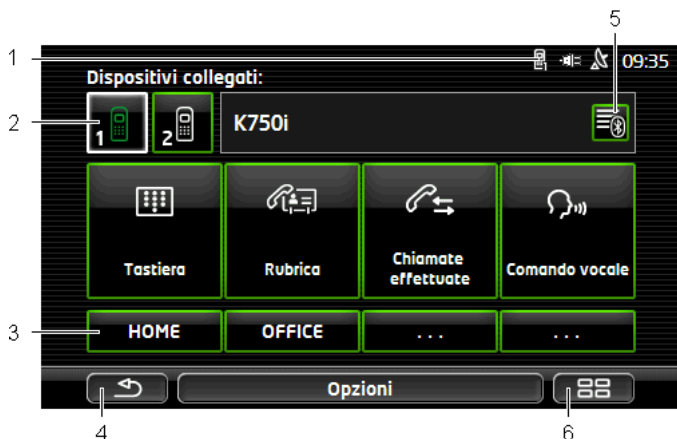 5
1
09:35
Dispositivi collegati:
2
1
2
K750i
Tastiera
Rubrica
Chiamate
effettuate
Comando vocale
3
HOME
OFFICE
...
...
Opzioni
4
6